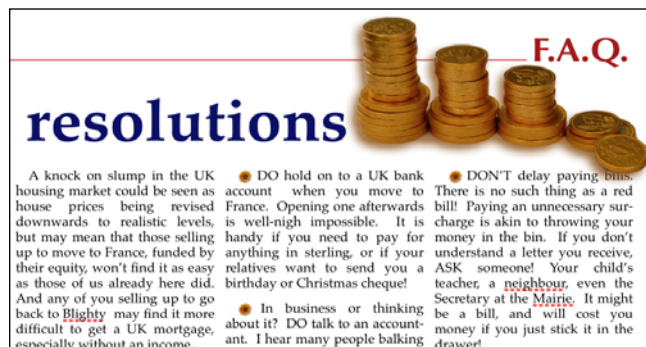 F.A.Q.
resolutions
A knock on slump in the UK
housing market could be seen as
house prices being revised
downwards to realistic levels,
but may mean that those selling
up to move to France, funded by
their equity, won't find it as easy
as those of us already here did.
And any of you selling up to go
back to Blighty may find it more
difficult to get a UK mortgage,
especially without an income.
DO hold on to a UK bank
account when you move to
France. Opening one afterwards
is well-nigh impossible. It is
handy if you need to pay for
anything in sterling, or if your
relatives want to send you a
birthday or Christmas cheque!
In business or thinking
about it? DO talk to an account-
ant. I hear many people balking
DON'T delay paying bills.
There is no such thing as a red
bill! Paying an unnecessary sur-
charge is akin to throwing your
money in the bin. If you don't
understand a letter you receive,
ASK someone! Your child's
teacher, a neighbour, even the
Secretary at the Mairie. It might
be a bill, and will cost you
money if you just stick it in the
drawer!